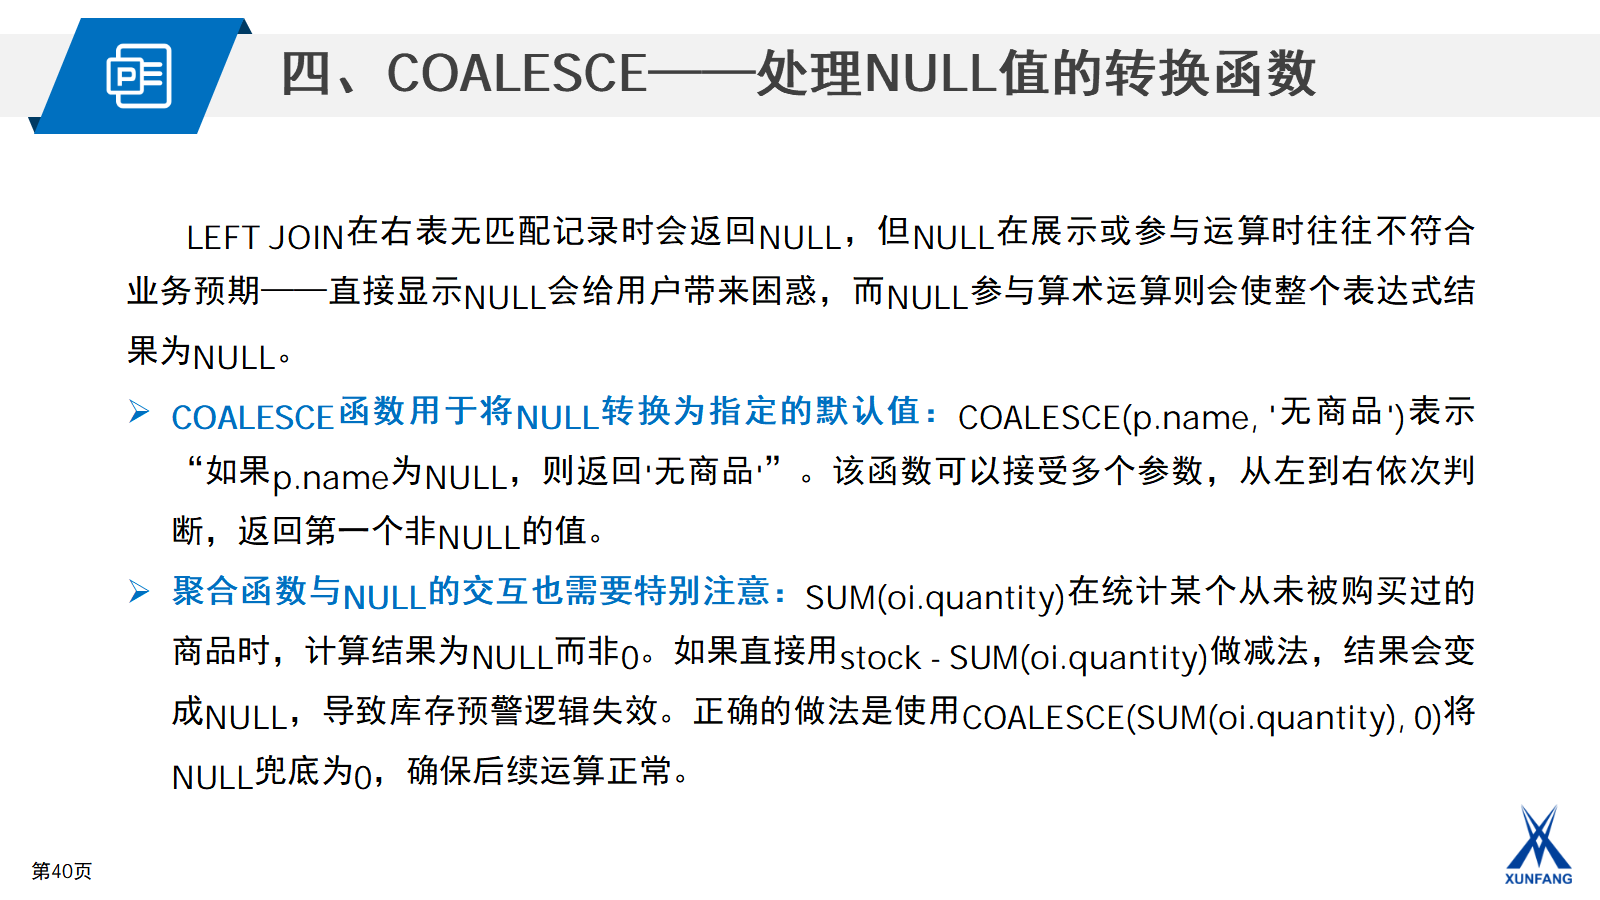 四、COALESCE——处理NULL值的转换函数
LEFT JOIN在右表无匹配记录时会返回NULL，但NULL在展示或参与运算时往往不符合
业务预期——直接显示NULL会给用户带来困惑，而NULL参与算术运算则会使整个表达式结
果为NULL。
➢ COALESCE函数用于将NULL转换为指定的默认值：COALESCE(p.name, '无商品')表示
“如果p.name为NULL，则返回'无商品'”。该函数可以接受多个参数，从左到右依次判
断，返回第一个非NULL的值。
➢ 聚合函数与NULL的交互也需要特别注意：SUM(oi.quantity)在统计某个从未被购买过的
商品时，计算结果为NULL而非0。如果直接用stock - SUM(oi.quantity)做减法，结果会变
成NULL，导致库存预警逻辑失效。正确的做法是使用COALESCE(SUM(oi.quantity), 0)将
NULL兜底为0，确保后续运算正常。
第40页
XUNFANG